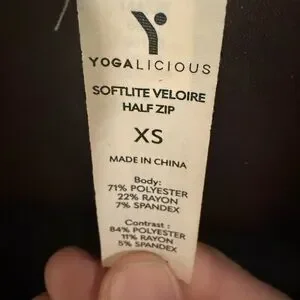 YOGALICIOUS
SOFTLITE VELOIRE
HALF ZIP
XS
MADE IN CHINA
Body:
71% POLYESTER
22% RAYON
7% SPANDEX
Contrast :
84% POLYESTER
11% RAYON
5% SPANDEX